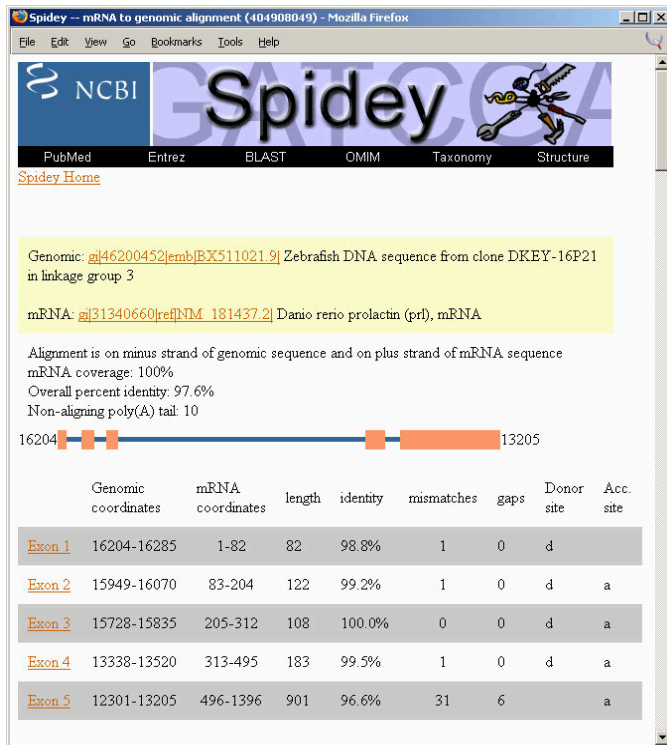 Spidey -- mRNA to genomic alignment (404908049) - Mozilla Firefox
File Edit View Go Bookmarks Tools Help
NCBI
GATCCA
Spidey
PubMed Entrez BLAST OMIM Taxonomy Structure
Spidey Home
Genomic: gi|46200452|emb|BX511021.9| Zebrafish DNA sequence from clone DKEY-16P21
in linkage group 3
mRNA: gi|31340660|ref|NM_181437.2| Danio rerio prolactin (prl), mRNA
Alignment is on minus strand of genomic sequence and on plus strand of mRNA sequence
mRNA coverage: 100%
Overall percent identity: 97.6%
Non-aligning poly(A) tail: 10
16204 13205
Genomic coordinates mRNA coordinates length identity mismatches gaps Donor site Acc. site
Exon 1 16204-16285 1-82 82 98.8% 1 0 d
Exon 2 15949-16070 83-204 122 99.2% 1 0 d a
Exon 3 15728-15835 205-312 108 100.0% 0 0 d a
Exon 4 13338-13520 313-495 183 99.5% 1 0 d a
Exon 5 12301-13205 496-1396 901 96.6% 31 6 a